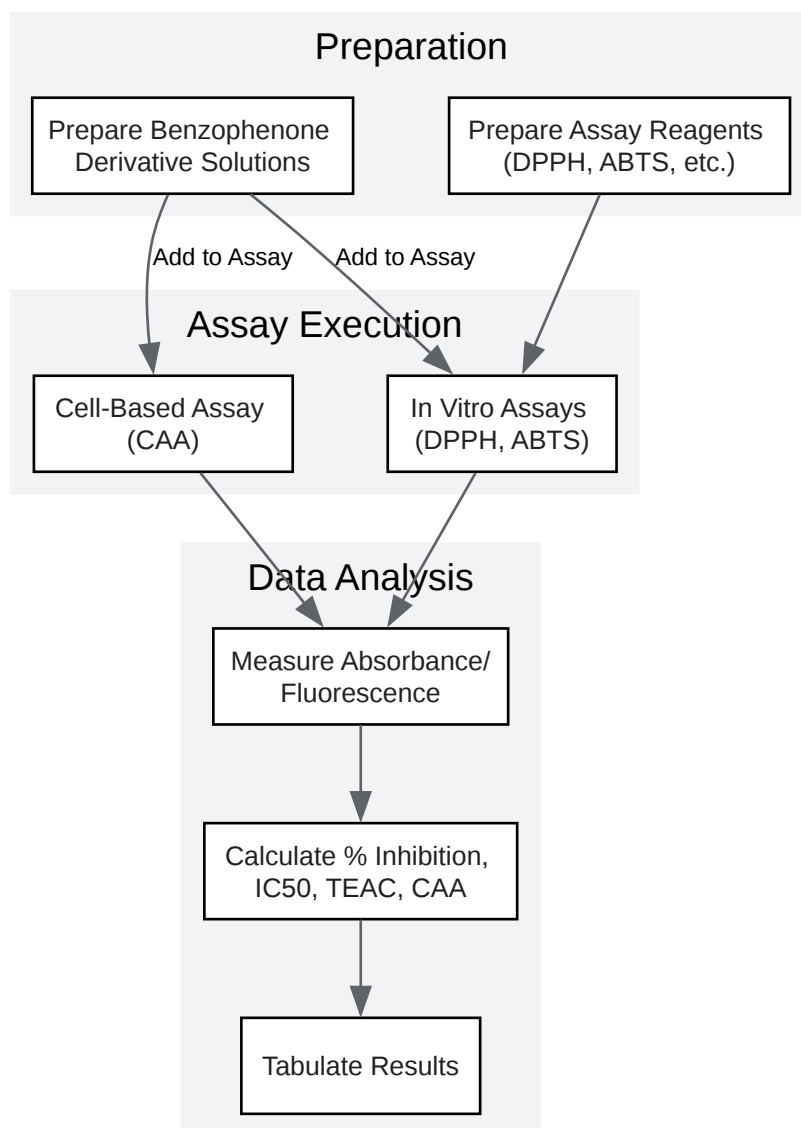 Preparation
Prepare Benzophenone
Derivative Solutions
Prepare Assay Reagents
(DPPH, ABTS, etc.)
Add to Assay
Add to Assay
Assay Execution
Cell-Based Assay
(CAA)
In Vitro Assays
(DPPH, ABTS)
Data Analysis
Measure Absorbance/
Fluorescence
Calculate % Inhibition,
IC50, TEAC, CAA
Tabulate Results